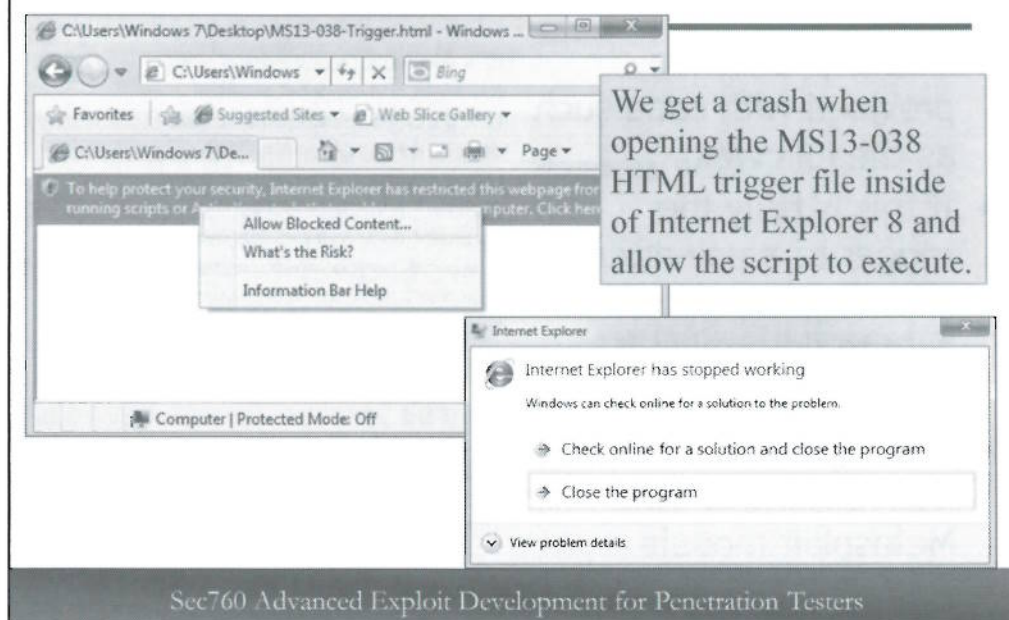 C:\Users\Windows 7\Desktop\MS13-038-Trigger.html - Windows ...
C:\Users\Windows
Bing
Favorites
Suggested Sites
Web Slice Gallery
C:\Users\Windows 7\De...
Page
To help protect your security, Internet Explorer has restricted this webpage from
running scripts or
Click here
Allow Blocked Content...
What's the Risk?
Information Bar Help
Computer | Protected Mode: Off
We get a crash when
opening the MS13-038
HTML trigger file inside
of Internet Explorer 8 and
allow the script to execute.
Internet Explorer
Internet Explorer has stopped working
Windows can check online for a solution to the problem.
Check online for a solution and close the program
Close the program
View problem details
Sec760 Advanced Exploit Development for Penetration Testers